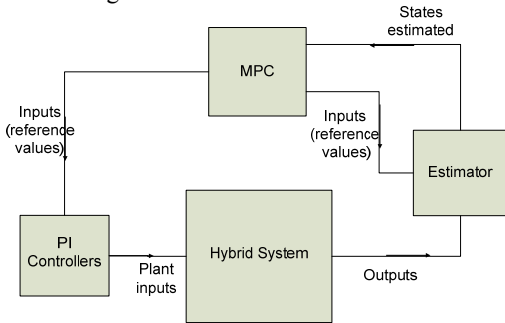 States
estimated
MPC
Inputs
(reference
values)
Inputs
(reference
values)
Estimator
PI
Controllers
Hybrid System
Plant
inputs
Outputs